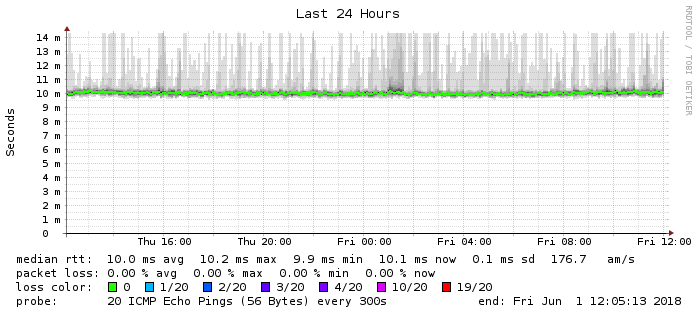 Last 24 Hours
RRDTOOL / TOBI OETIKER
Seconds
14 m
13 m
12 m
11 m
10 m
9 m
8 m
7 m
6 m
5 m
4 m
3 m
2 m
1 m
0
Thu 16:00 Thu 20:00 Fri 00:00 Fri 04:00 Fri 08:00 Fri 12:00
median rtt: 10.0 ms avg 10.2 ms max 9.9 ms min 10.1 ms now 0.1 ms sd 176.7 am/s
packet loss: 0.00 % avg 0.00 % max 0.00 % min 0.00 % now
loss color: 0 1/20 2/20 3/20 4/20 10/20 19/20
probe: 20 ICMP Echo Pings (56 Bytes) every 300s end: Fri Jun 1 12:05:13 2018